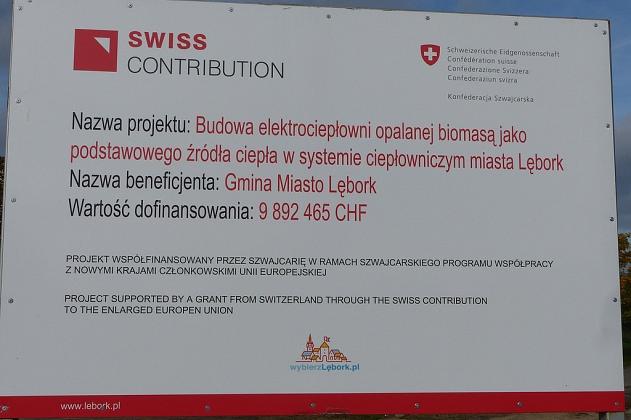 SWISS
CONTRIBUTION
Schweizerische Eidgenossenschaft
Confédération suisse
Confederazione Svizzera
Confederaziun svizra
Konfederacja Szwajcarska
Nazwa projektu: Budowa elektrociepłowni opalanej biomasą jako
podstawowego źródła ciepła w systemie ciepłowniczym miasta Lębork
Nazwa beneficjenta: Gmina Miasto Lębork
Wartość dofinansowania: 9 892 465 CHF
PROJEKT WSPÓŁFINANSOWANY PRZEZ SZWAJCARIĘ W RAMACH SZWAJCARSKIEGO PROGRAMU WSPÓŁPRACY
Z NOWYMI KRAJAMI CZŁONKOWSKIMI UNII EUROPEJSKIEJ
PROJECT SUPPORTED BY A GRANT FROM SWITZERLAND THROUGH THE SWISS CONTRIBUTION
TO THE ENLARGED EUROPEN UNION
wybierzLębork.pl
www.lebork.pl